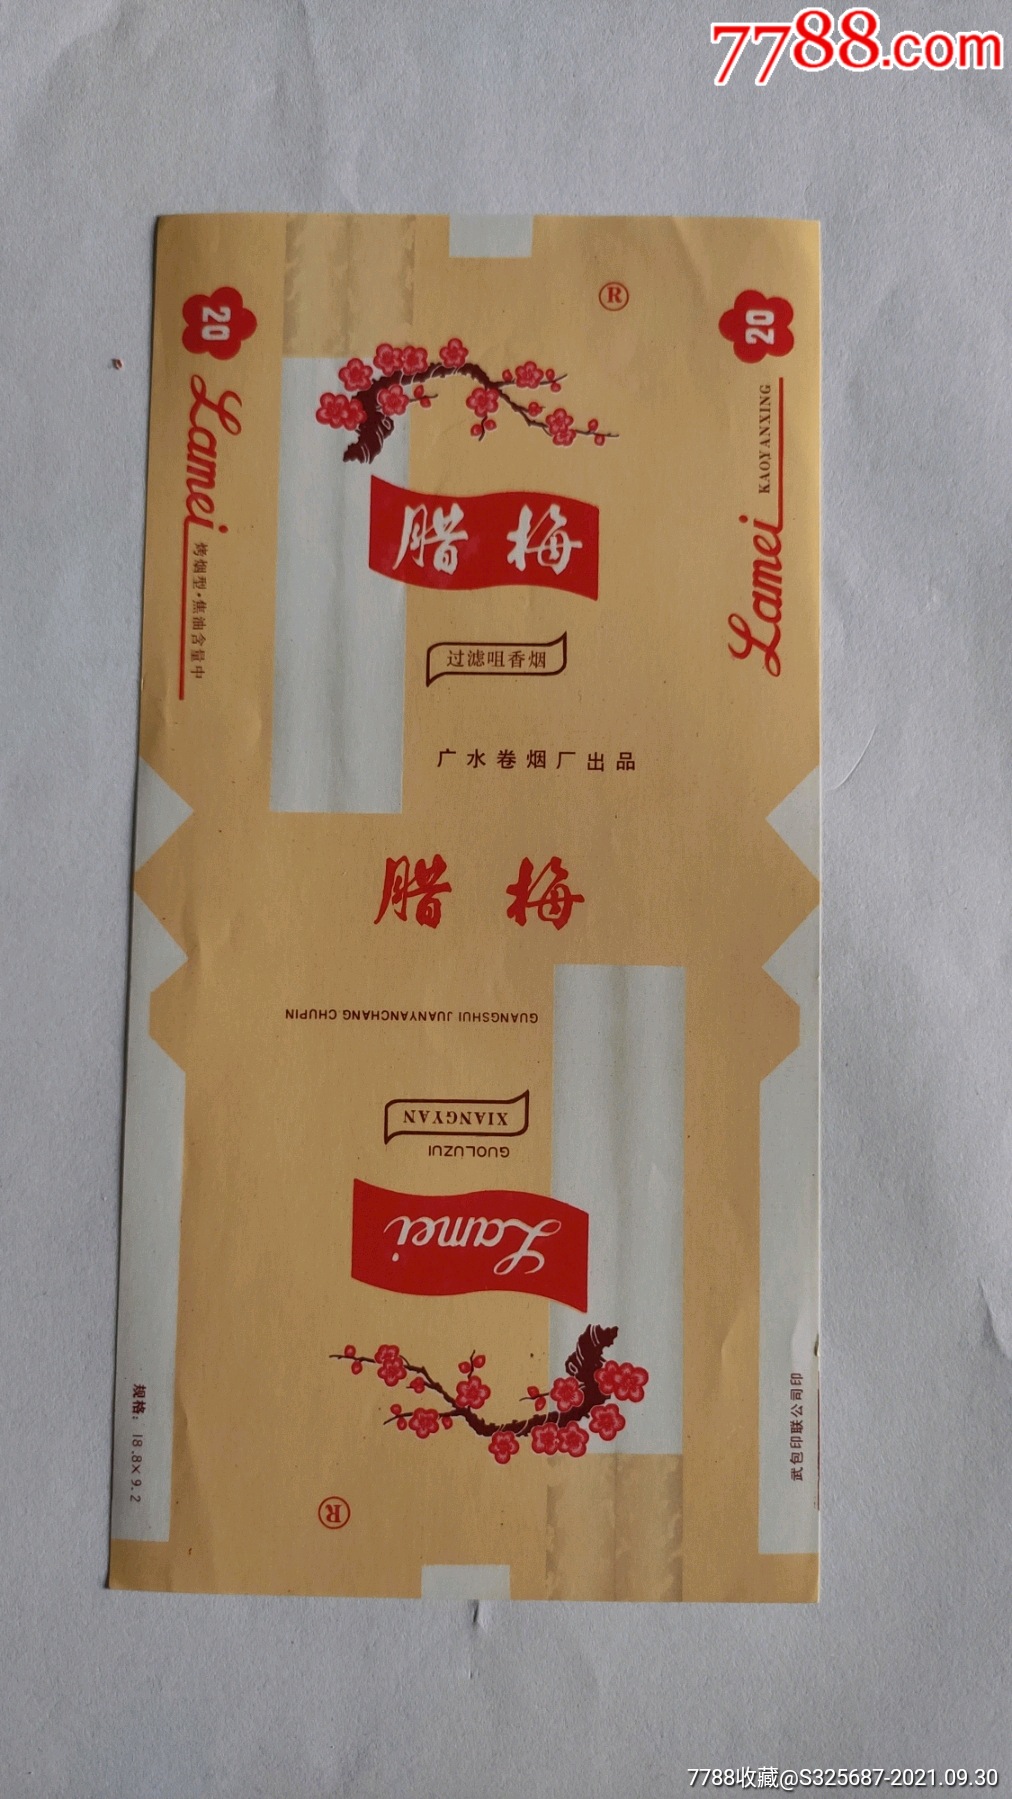 7788.com
®
20
Lamei
烤烟型·焦油含量中
20
KAOYANXING
Lamei
腊梅
过滤咀香烟
广水卷烟厂出品
腊梅
GUANGSHUI JUANYANCHANG CHUPIN
XIANGYAN
GUOLUZUI
Lamei
®
规格：18.8×9.2
武包印联公司印
7788收藏@S325687-2021.09.30